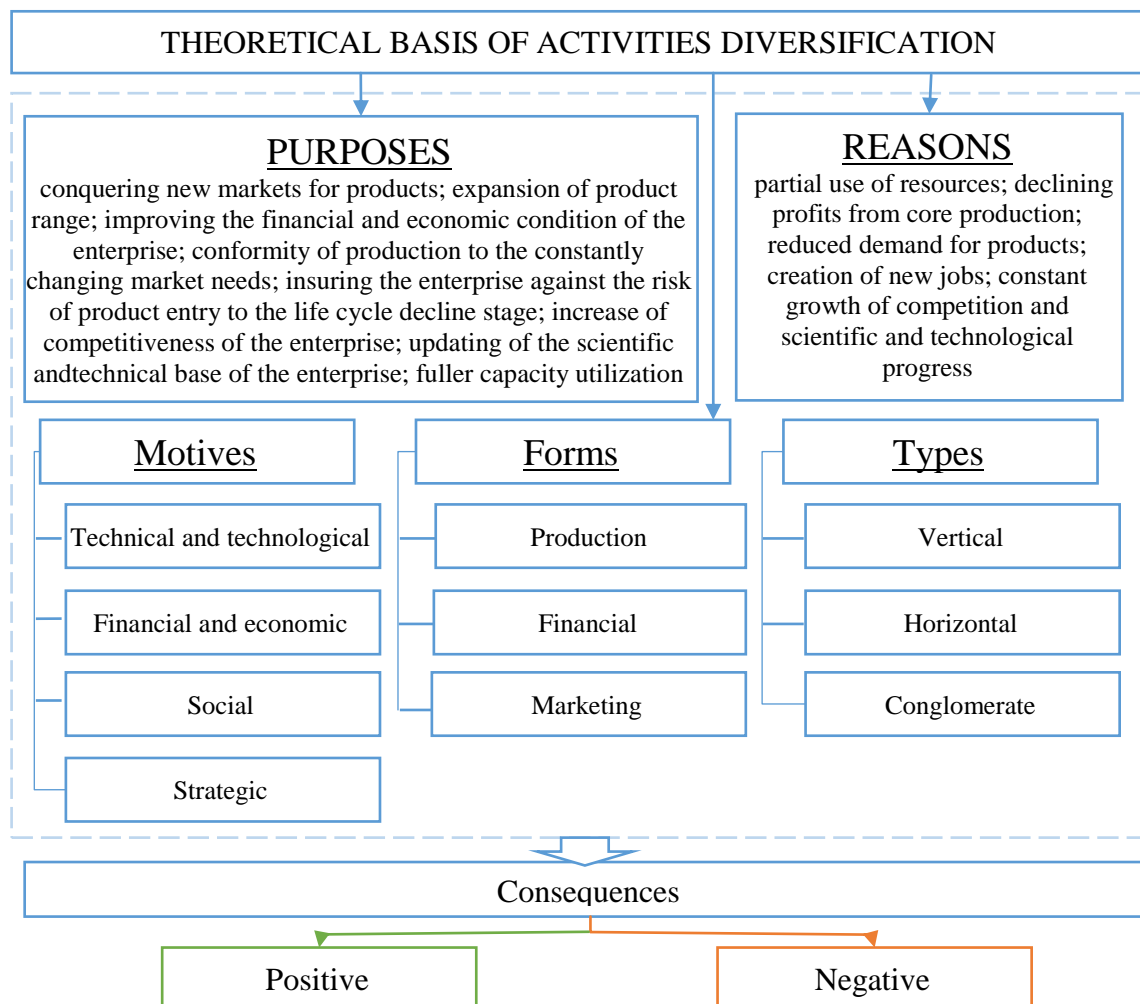 THEORETICAL BASIS OF ACTIVITIES DIVERSIFICATION
PURPOSES
conquering new markets for products; expansion of product
range; improving the financial and economic condition of the
enterprise; conformity of production to the constantly
changing market needs; insuring the enterprise against the risk
of product entry to the life cycle decline stage; increase of
competitiveness of the enterprise; updating of the scientific
andtechnical base of the enterprise; fuller capacity utilization
REASONS
partial use of resources; declining
profits from core production;
reduced demand for products;
creation of new jobs; constant
growth of competition and
scientific and technological
progress
Motives
Technical and technological
Financial and economic
Social
Strategic
Forms
Production
Financial
Marketing
Types
Vertical
Horizontal
Conglomerate
Consequences
Positive
Negative